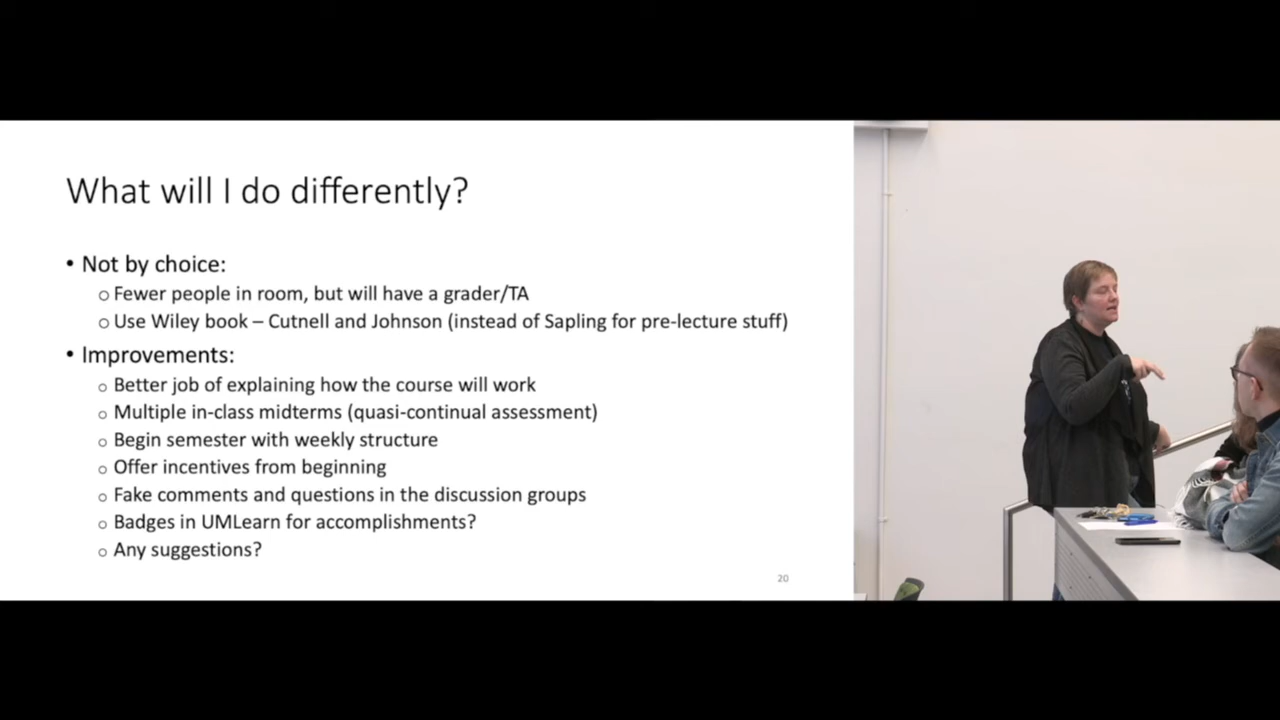 What will I do differently?
• Not by choice:
o Fewer people in room, but will have a grader/TA
o Use Wiley book – Cutnell and Johnson (instead of Sapling for pre-lecture stuff)
• Improvements:
o Better job of explaining how the course will work
o Multiple in-class midterms (quasi-continual assessment)
o Begin semester with weekly structure
o Offer incentives from beginning
o Fake comments and questions in the discussion groups
o Badges in UMLearn for accomplishments?
o Any suggestions?
20